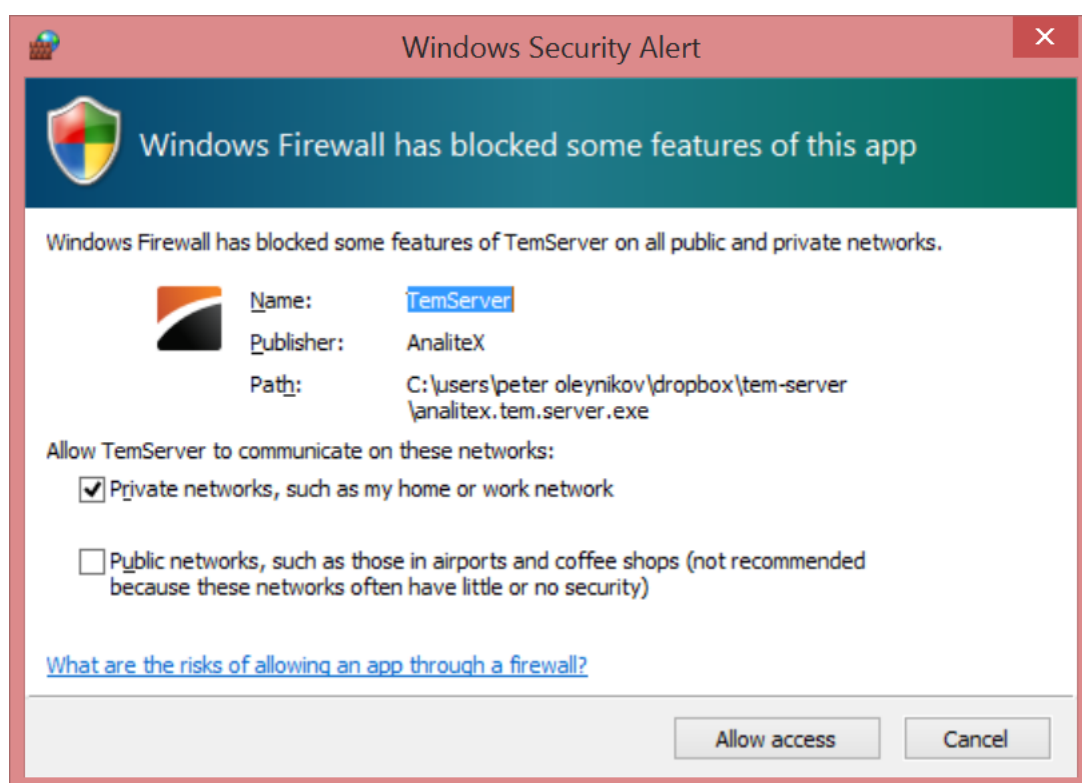 Windows Security Alert
Windows Firewall has blocked some features of this app
Windows Firewall has blocked some features of TemServer on all public and private networks.
Name: TemServer
Publisher: AnaliteX
Path: C:\users\peter oleynikov\dropbox\tem-server
\analitex.tem.server.exe
Allow TemServer to communicate on these networks:
Private networks, such as my home or work network
Public networks, such as those in airports and coffee shops (not recommended
because these networks often have little or no security)
What are the risks of allowing an app through a firewall?
Allow access Cancel